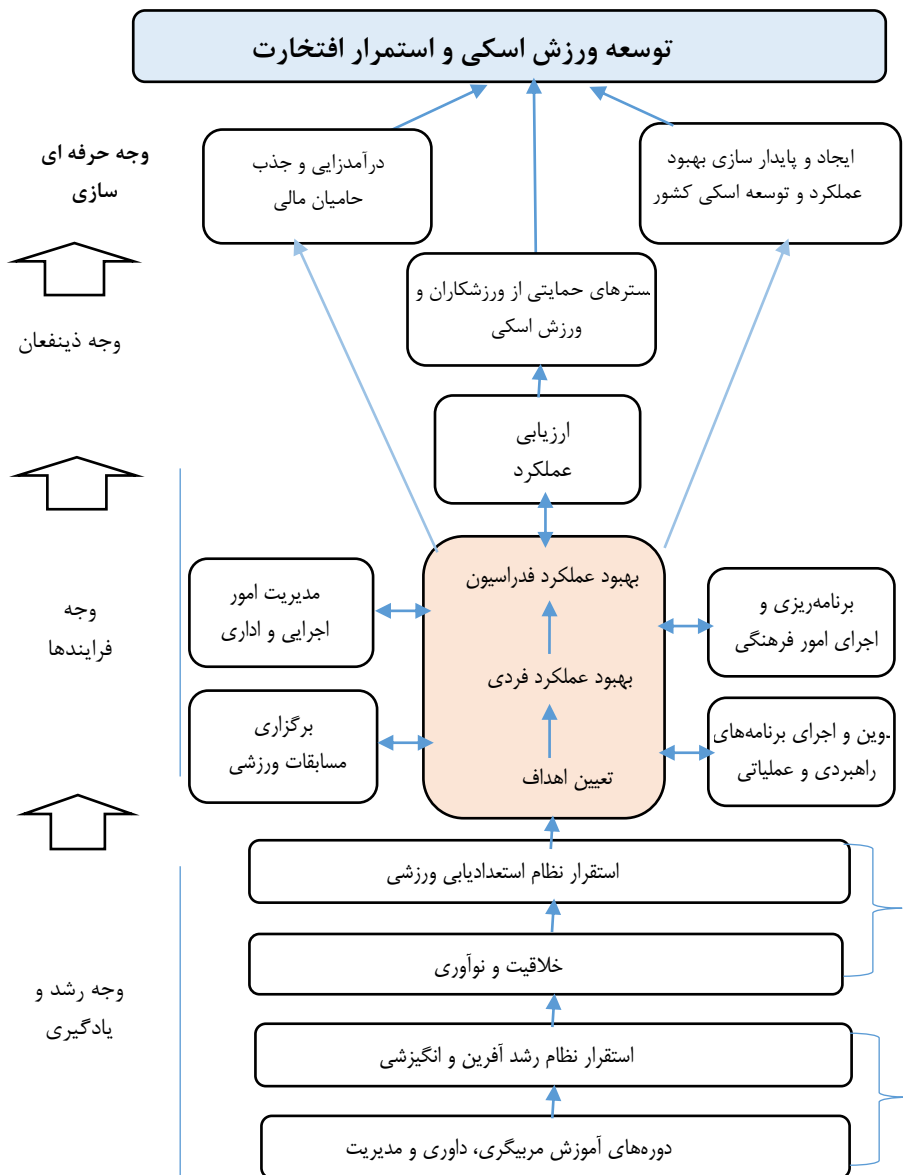 توسعه ورزش اسکی و استمرار افتخارت
وجه حرفه ای
سازی
ایجاد و پایدار سازی بهبود
عملکرد و توسعه اسکی کشور
درآمدزایی و جذب
حامیان مالی
سترهای حمایتی از ورزشکاران و
ورزش اسکی
وجه ذینفعان
ارزیابی
عملکرد
بهبود عملکرد فدراسیون
بهبود عملکرد فردی
تعیین اهداف
برنامه‌ریزی و
اجرای امور فرهنگی
مدیریت امور
اجرایی و اداری
وجه
فرایندها
وین و اجرای برنامه‌های
راهبردی و عملیاتی
برگزاری
مسابقات ورزشی
استقرار نظام استعدادیابی ورزشی
خلاقیت و نوآوری
وجه رشد و
یادگیری
استقرار نظام رشد آفرین و انگیزشی
دوره‌های آموزش مربیگری، داوری و مدیریت